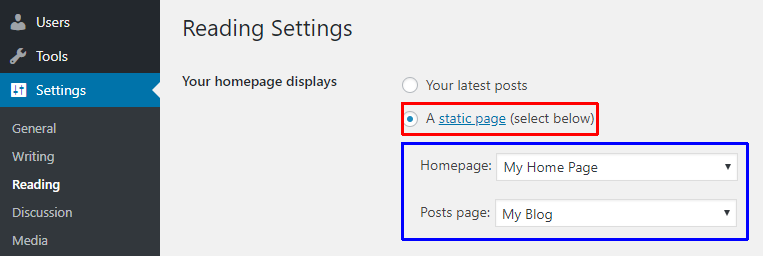 Users
Tools
Settings
General
Writing
Reading
Discussion
Media
Reading Settings
Your homepage displays
Your latest posts
A static page (select below)
Homepage: My Home Page
Posts page: My Blog